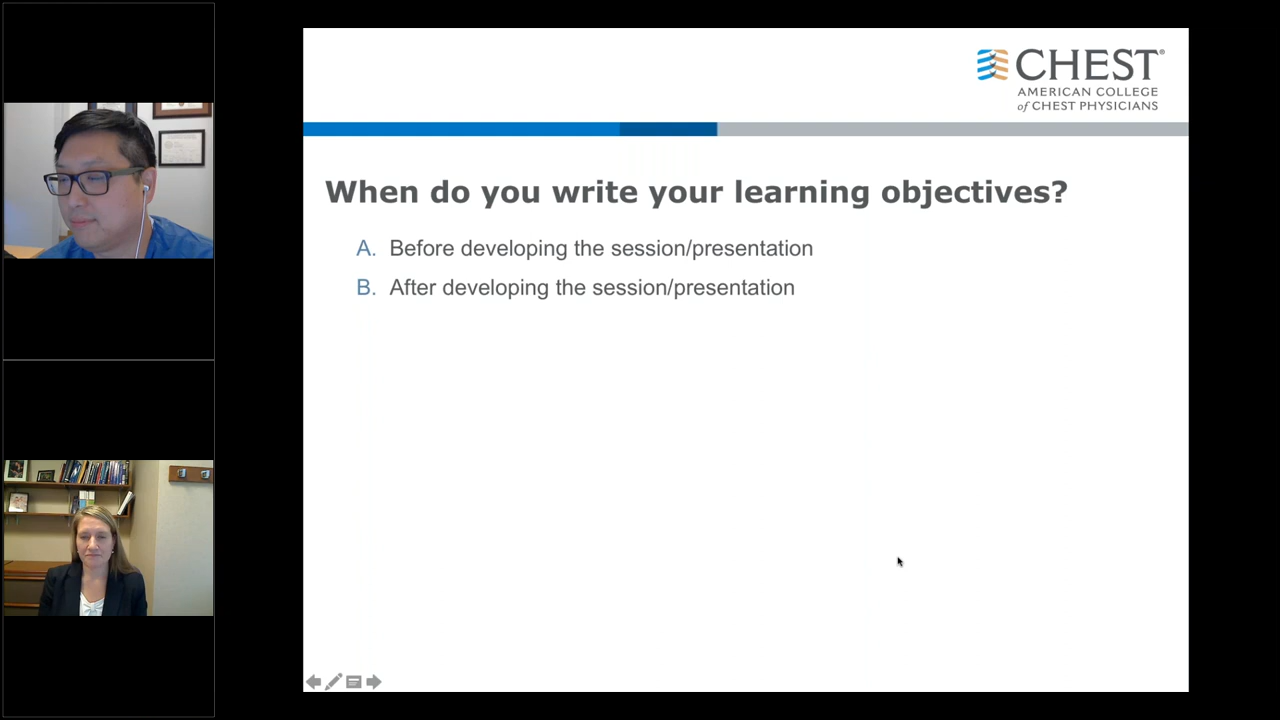 CHEST®
AMERICAN COLLEGE
of CHEST PHYSICIANS
When do you write your learning objectives?
A. Before developing the session/presentation
B. After developing the session/presentation